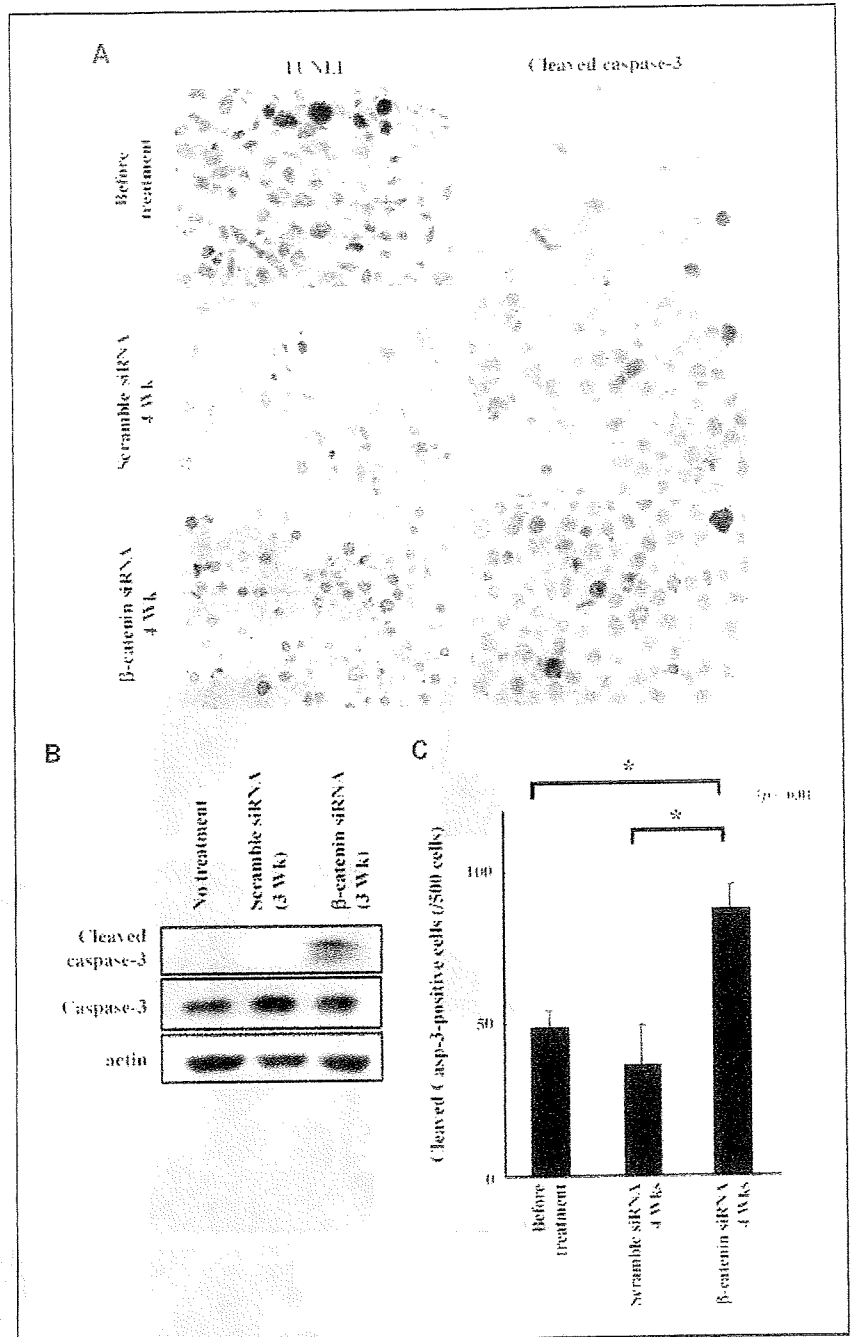 A
Cleaved caspase-3
Before
treatment
Scramble siRNA
4 Wk
β-catenin siRNA
4 Wk
B
No treatment
Scramble siRNA
(3 Wk)
β-catenin siRNA
(3 Wk)
Cleaved
caspase-3
Caspase-3
actin
C
*
*
Cleaved Casp-3-positive cells (/500 cells)
100
50
0
Before
treatment
Scramble siRNA
4 Wks
β-catenin siRNA
4 Wks